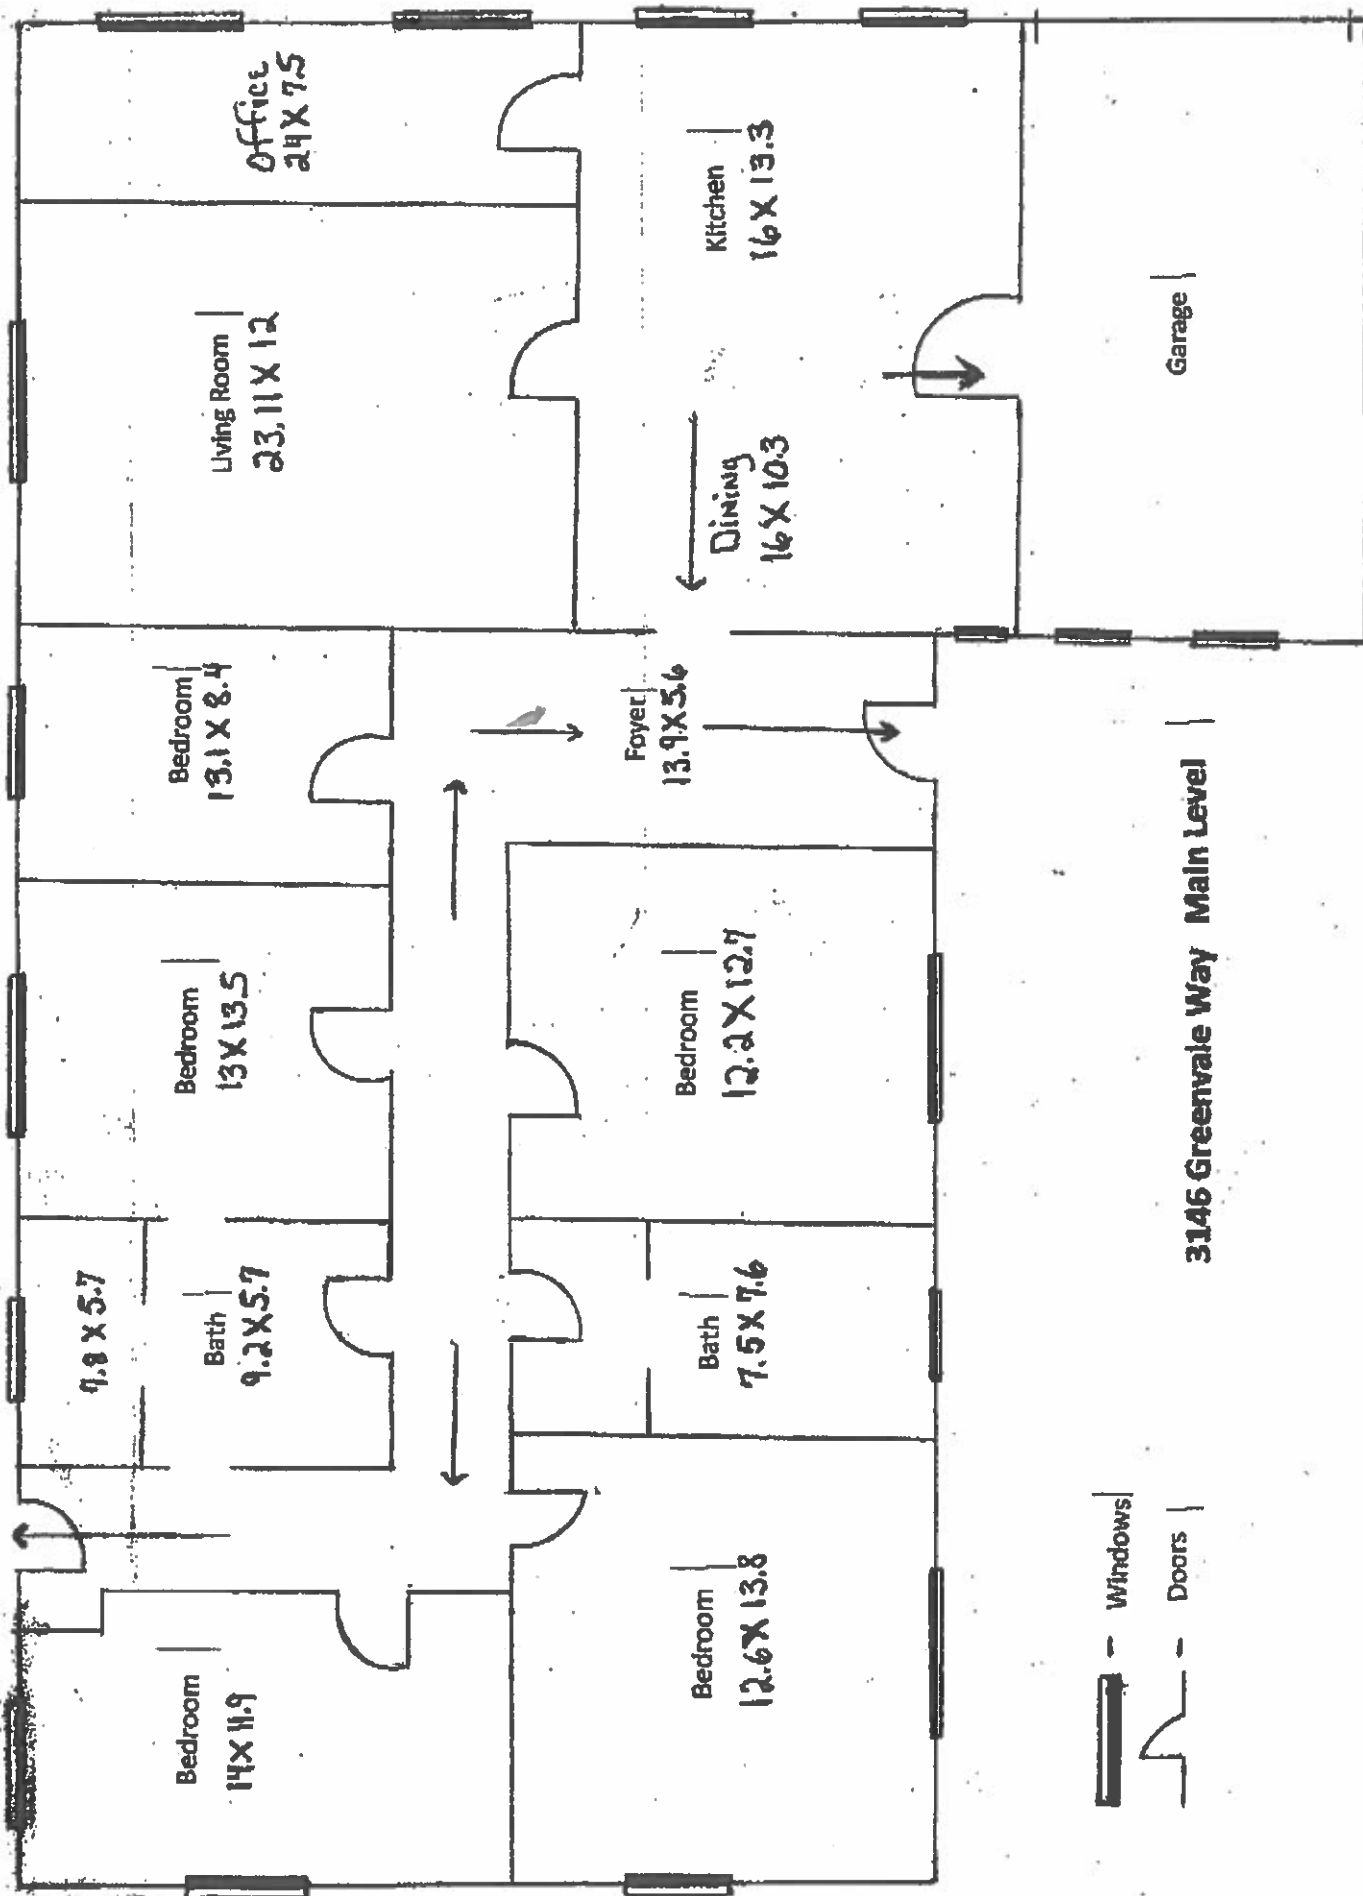 Bedroom
14 X 11.9
7.8 X 5.7
Bath
9.2 X 5.7
Bedroom
13 X 13.5
Bedroom
13.1 X 8.4
Living Room
23.11 X 12
Office
24 X 7.5
Bedroom
12.6 X 13.8
Bath
7.5 X 7.6
Bedroom
12.2 X 12.7
Foyer
13.9 X 5.6
Dining
16 X 10.3
Kitchen
16 X 13.3
Garage
- Windows
- Doors
3146 Greenvale Way Main Level